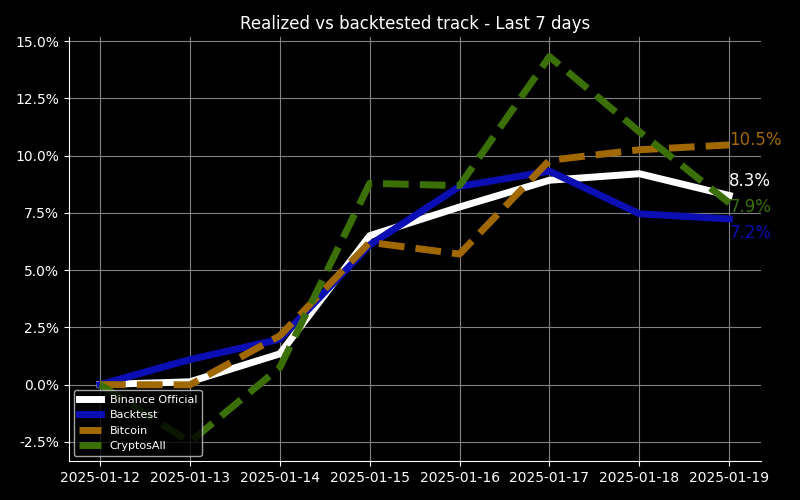 Realized vs backtested track - Last 7 days
15.0%
12.5%
10.0%
7.5%
5.0%
2.5%
0.0%
-2.5%
10.5%
8.3%
7.9%
7.2%
Binance Official
Backtest
Bitcoin
CryptosAll
2025-01-12 2025-01-13 2025-01-14 2025-01-15 2025-01-16 2025-01-17 2025-01-18 2025-01-19